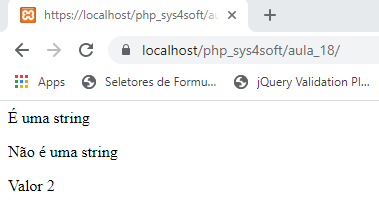 https://localhost/php_sys4soft/au
localhost/php_sys4soft/aula_18/
Apps
Seletores de Formu...
jQuery Validation Pl...
É uma string
Não é uma string
Valor 2